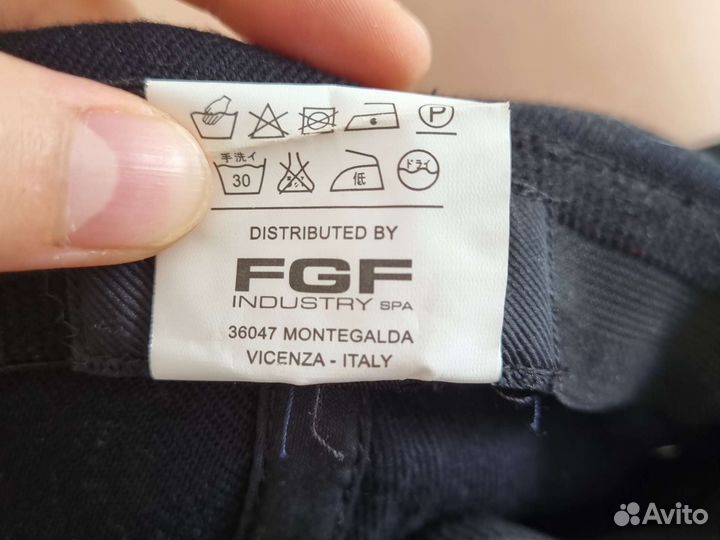 P
手洗イ
30
低
ドライ
DISTRIBUTED BY
FGF
INDUSTRY SPA
36047 MONTEGALDA
VICENZA - ITALY
Avito